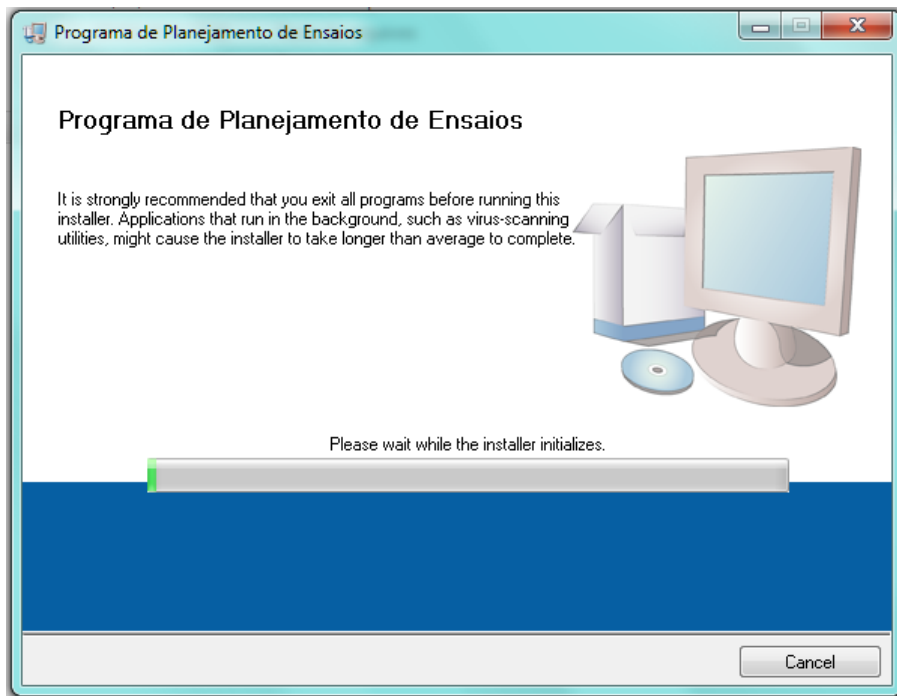 Programa de Planejamento de Ensaios
Programa de Planejamento de Ensaios
It is strongly recommended that you exit all programs before running this
installer. Applications that run in the background, such as virus-scanning
utilities, might cause the installer to take longer than average to complete.
Please wait while the installer initializes.
Cancel